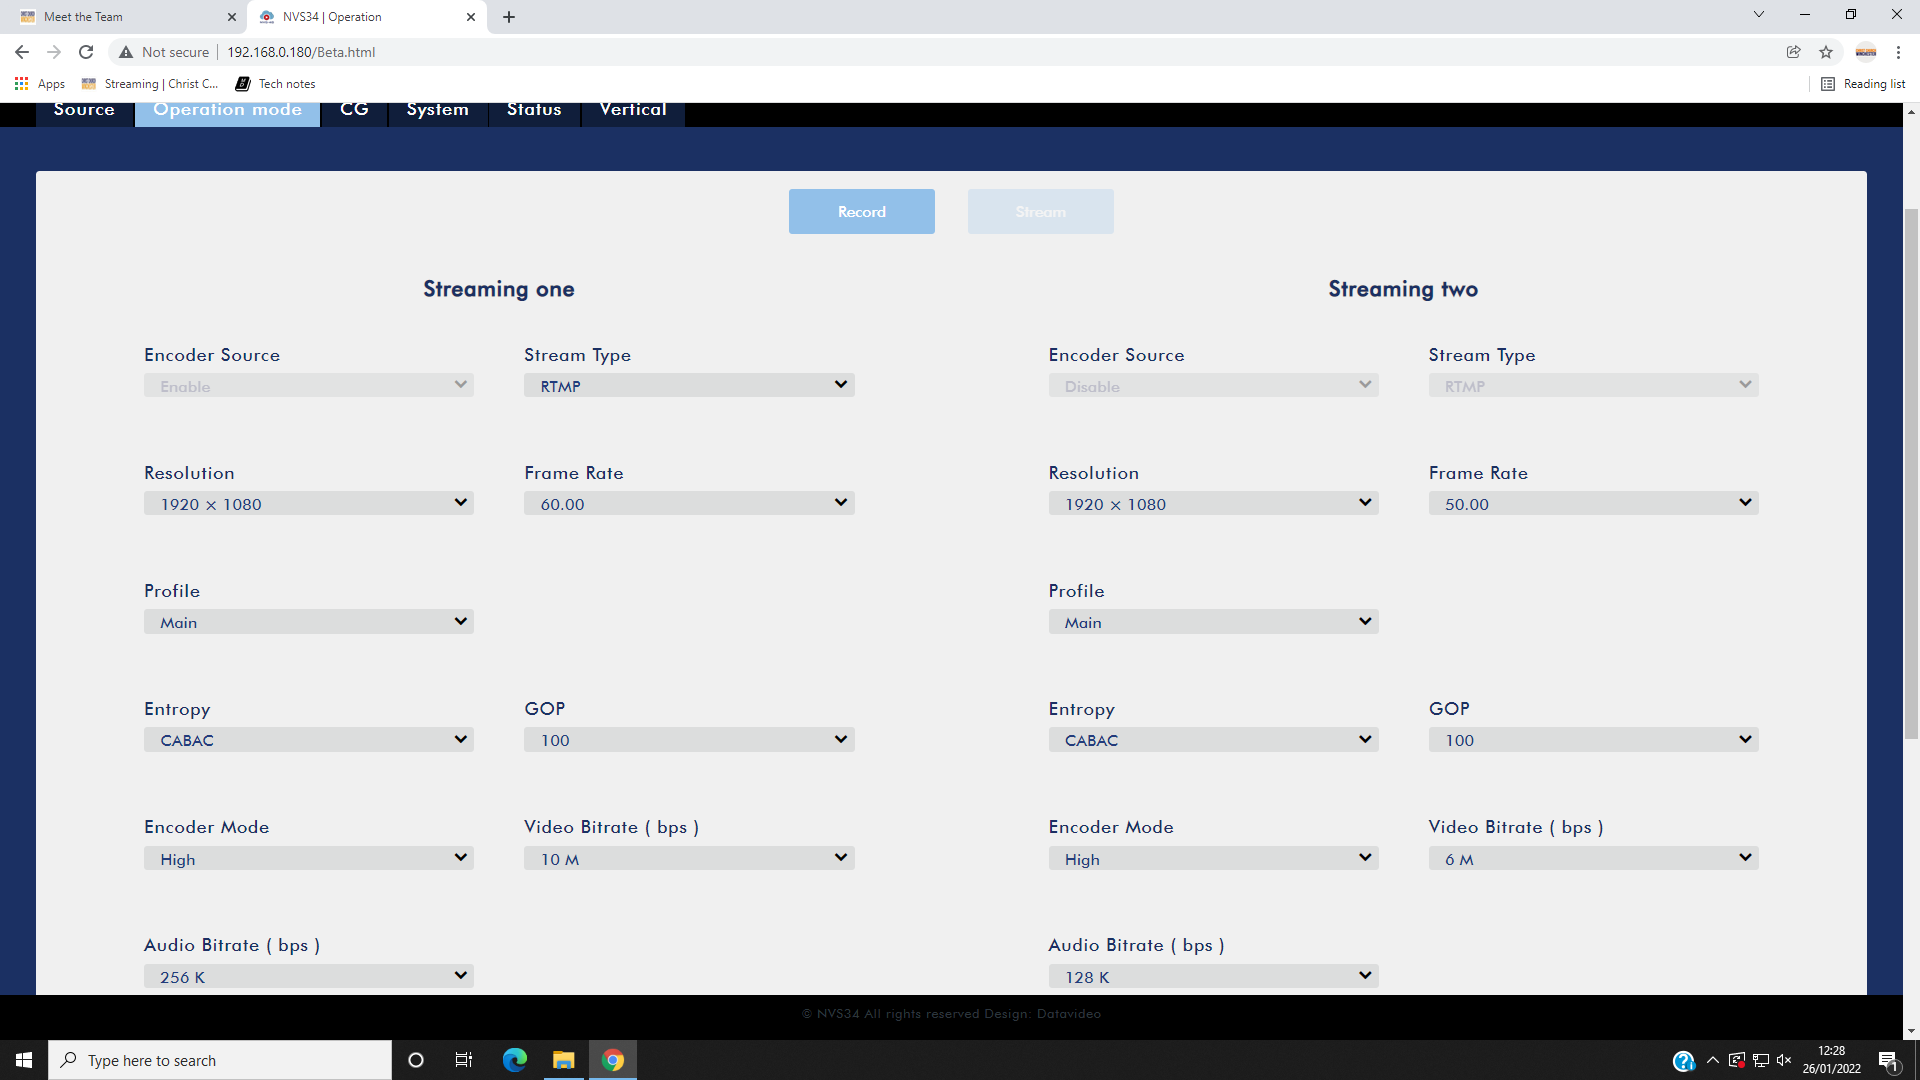 Meet the Team
NVS34 | Operation
Not secure
192.168.0.180/Beta.html
Apps
Streaming | Christ C...
Tech notes
Reading list
Source
Operation mode
CG
System
Status
Vertical
Record
Stream
Streaming one
Streaming two
Encoder Source
Stream Type
Encoder Source
Stream Type
Enable
RTMP
Disable
RTMP
Resolution
Frame Rate
Resolution
Frame Rate
1920 × 1080
60.00
1920 × 1080
50.00
Profile
Profile
Main
Main
Entropy
GOP
Entropy
GOP
CABAC
100
CABAC
100
Encoder Mode
Video Bitrate ( bps )
Encoder Mode
Video Bitrate ( bps )
High
10 M
High
6 M
Audio Bitrate ( bps )
Audio Bitrate ( bps )
256 K
128 K
© NVS34 All rights reserved Design: Datavideo
Type here to search
12:28
26/01/2022
1